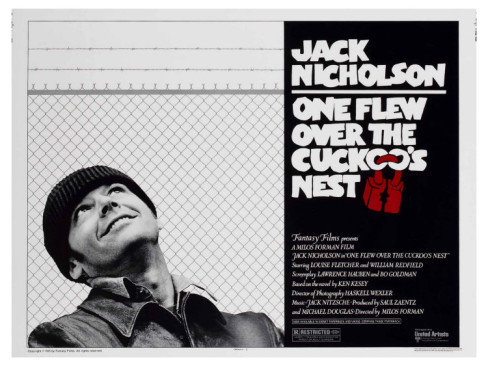 JACK
NICHOLSON
ONE FLEW
OVER THE
CUCKOO'S
NEST
Fantasy Films presents
A MILOS FORMAN FILM
JACK NICHOLSON in "ONE FLEW OVER THE CUCKOO'S NEST"
Starring LOUISE FLETCHER and WILLIAM REDFIELD
Screenplay LAWRENCE HAUBEN and BO GOLDMAN
Based on the novel by KEN KESEY
Director of Photography HASKELL WEXLER
Music·JACK NITZSCHE·Produced by SAUL ZAENTZ
and MICHAEL DOUGLAS·Directed by MILOS FORMAN
R RESTRICTED
United Artists